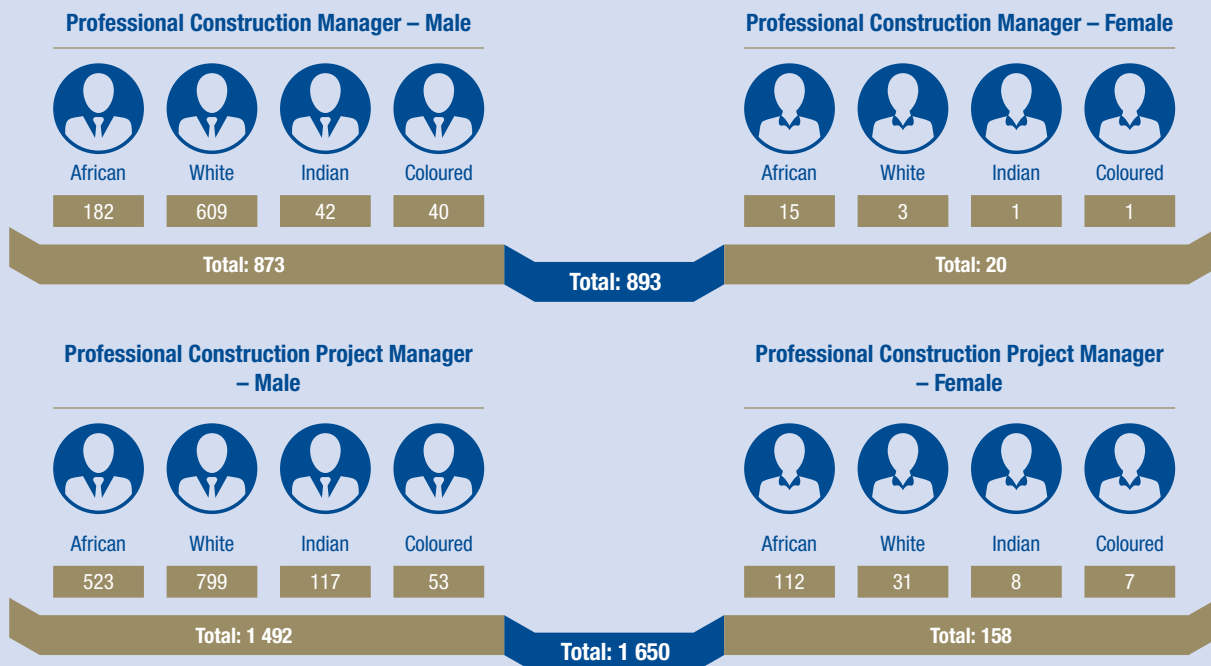 Professional Construction Manager – Male
African White Indian Coloured
182 609 42 40
Total: 873
Professional Construction Manager – Female
African White Indian Coloured
15 3 1 1
Total: 20
Total: 893
Professional Construction Project Manager
– Male
African White Indian Coloured
523 799 117 53
Total: 1 492
Professional Construction Project Manager
– Female
African White Indian Coloured
112 31 8 7
Total: 158
Total: 1 650